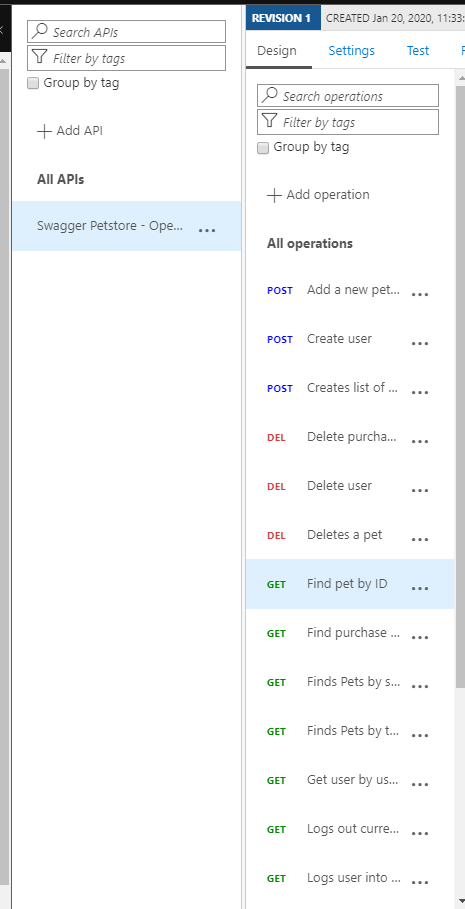 Search APIs
Filter by tags
Group by tag
Add API
All APIs
Swagger Petstore - Ope...
REVISION 1 CREATED Jan 20, 2020, 11:33:
Design Settings Test
Search operations
Filter by tags
Group by tag
Add operation
All operations
POST Add a new pet...
POST Create user
POST Creates list of ...
DEL Delete purcha...
DEL Delete user
DEL Deletes a pet
GET Find pet by ID
GET Find purchase ...
GET Finds Pets by s...
GET Finds Pets by t...
GET Get user by us...
GET Logs out curre...
GET Logs user into ...